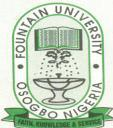 FOUNTAIN UNIVERSITY
OSOGBO NIGERIA
FAITH, KNOWLEDGE & SERVICE